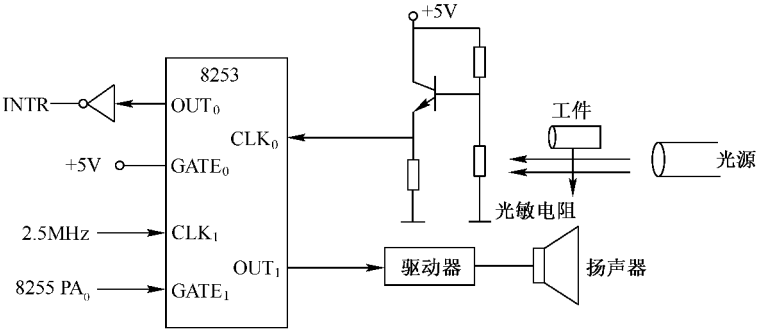 +5V
8253
INTR
OUT₀
CLK₀
工件
+5V
GATE₀
光源
光敏电阻
2.5MHz
CLK₁
OUT₁
驱动器
扬声器
8255 PA₀
GATE₁